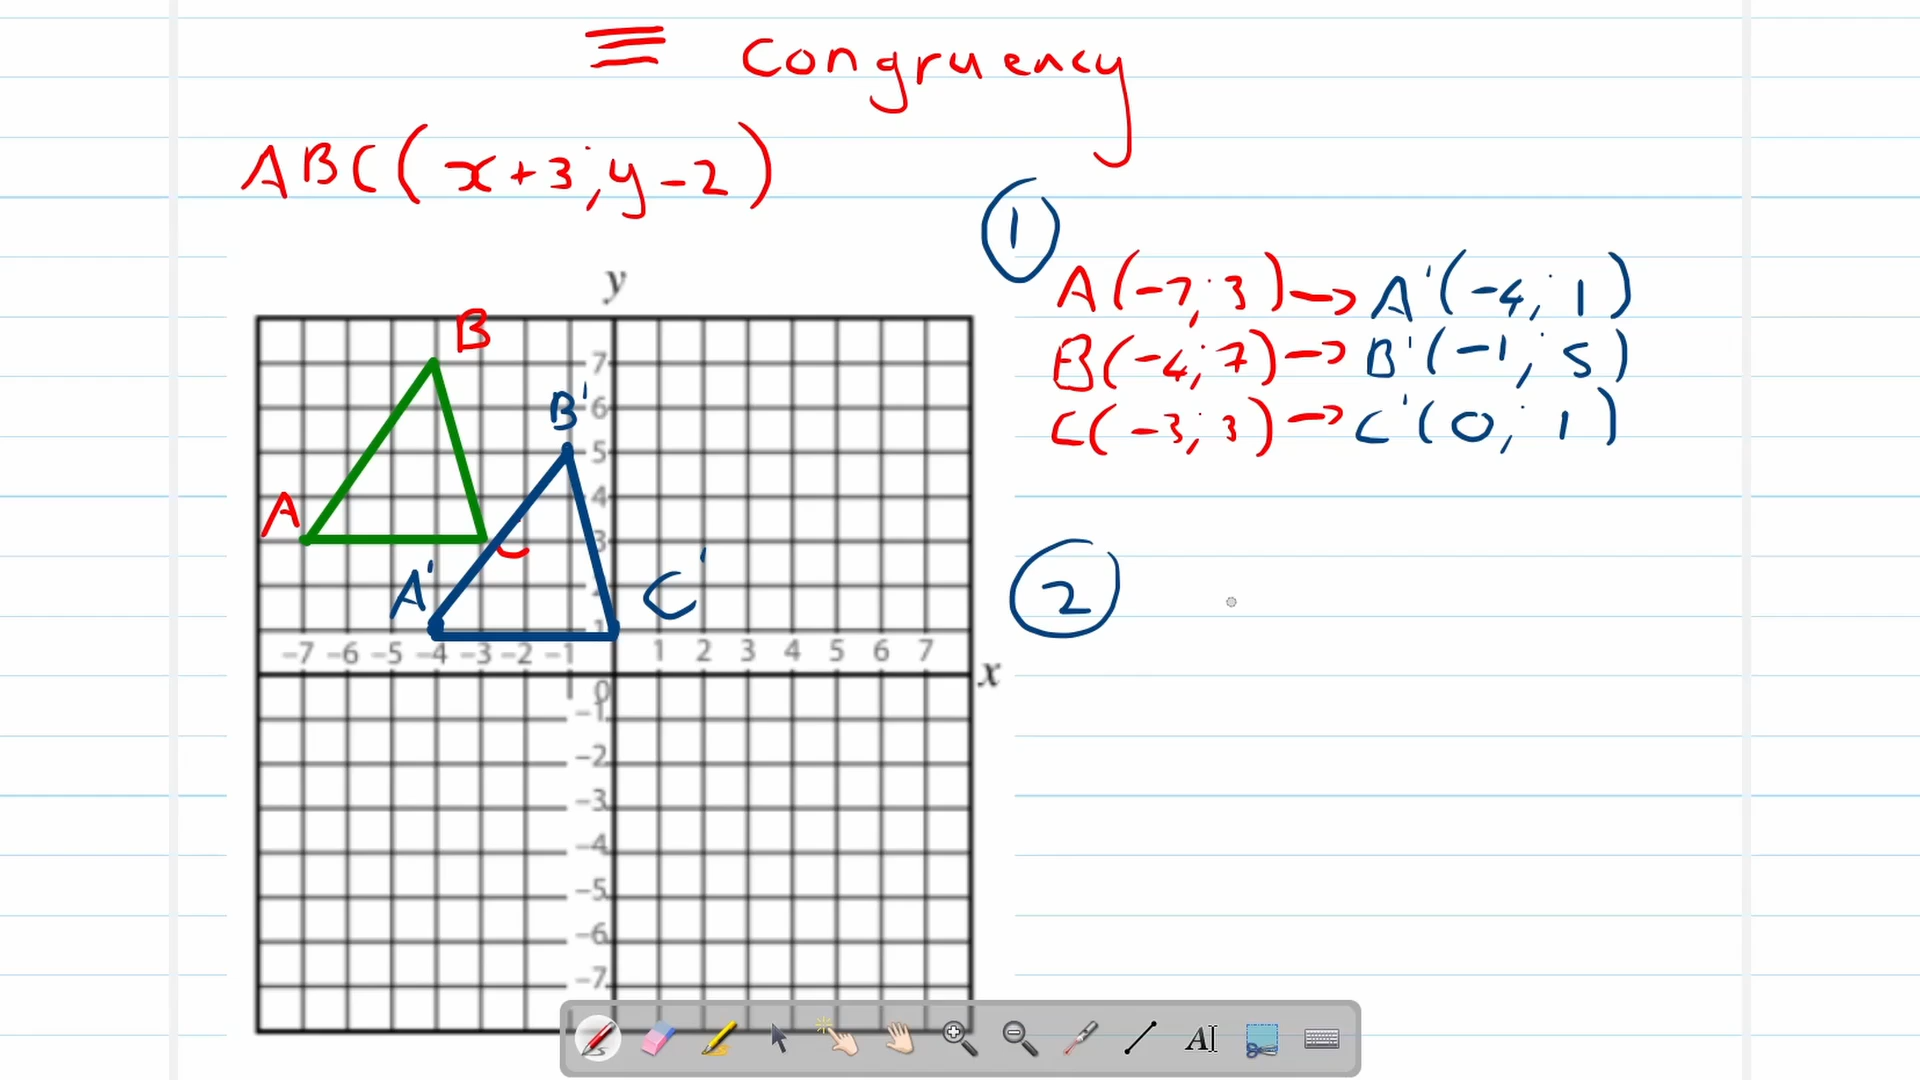 ≡ congruency
ABC(x+3;y-2)
1
A(-7;3)→A'(-4;1)
B(-4;7)→B'(-1;5)
C(-3;3)→C'(0;1)
2
y
B
7
B' 6
5
A 4
3
C
A' C'
2
1
-7 -6 -5 -4 -3 -2 -1 1 2 3 4 5 6 7
x
0
-1
-2
-3
-4
-5
-6
-7
AI